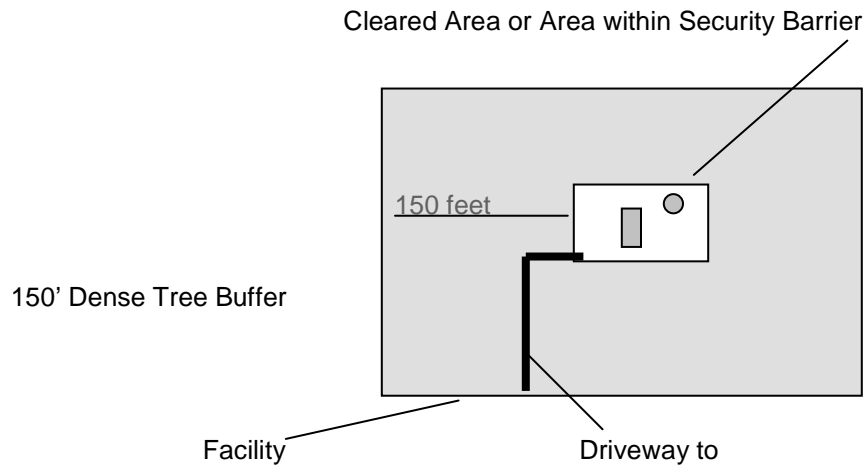 Cleared Area or Area within Security Barrier
150 feet
150’ Dense Tree Buffer
Facility
Driveway to